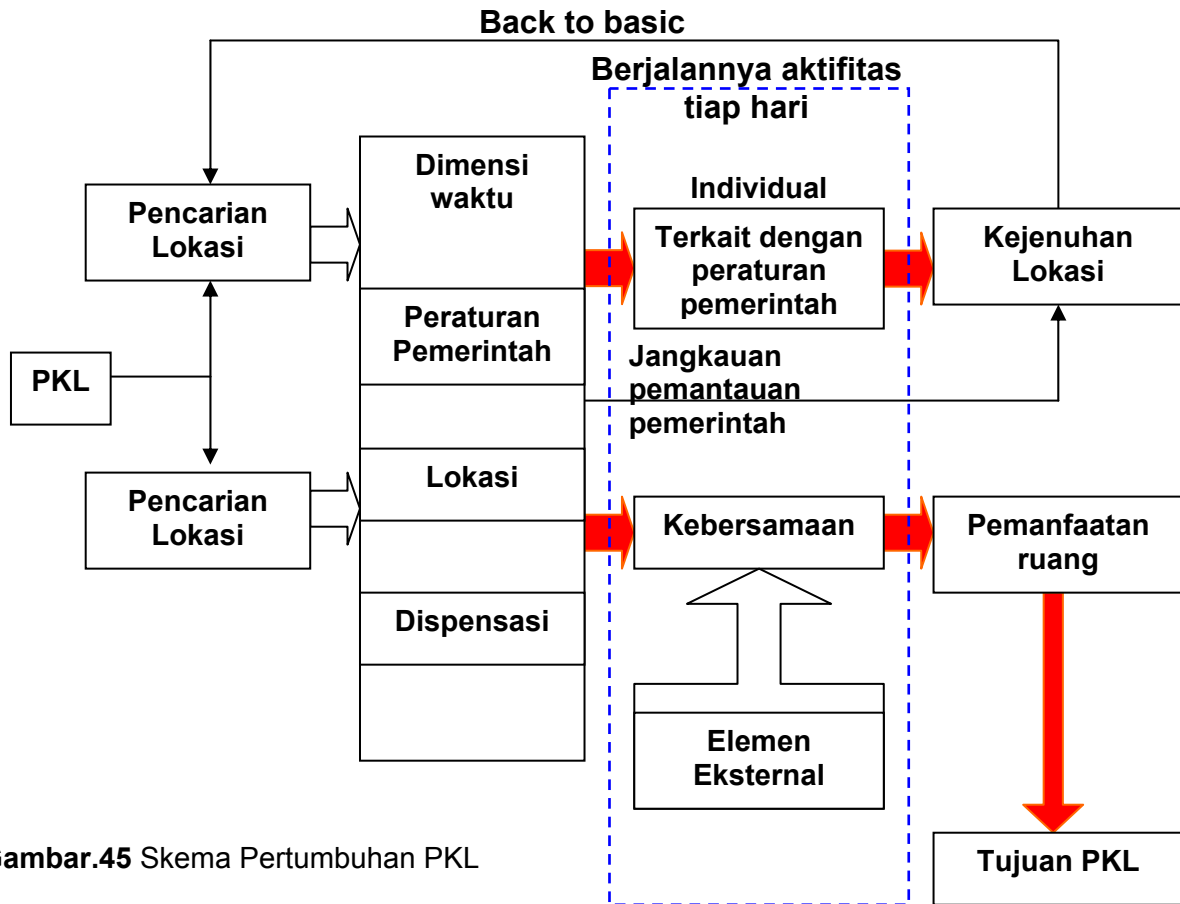 Back to basic
Berjalannya aktifitas
tiap hari
Dimensi
waktu
Pencarian
Lokasi
Individual
Terkait dengan
peraturan
pemerintah
Kejenuhan
Lokasi
Peraturan
Pemerintah
PKL
Jangkauan
pemantauan
pemerintah
Pencarian
Lokasi
Lokasi
Kebersamaan
Pemanfaatan
ruang
Dispensasi
Elemen
Eksternal
Tujuan PKL
Gambar.45 Skema Pertumbuhan PKL